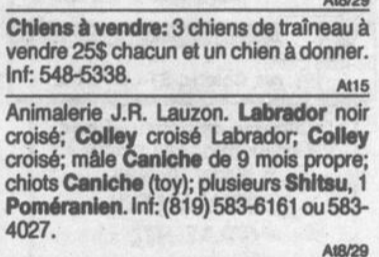 At8/29
Chiens à vendre: 3 chiens de traîneau à
vendre 25$ chacun et un chien à donner.
Inf: 548-5338.
At15
Animalerie J.R. Lauzon. Labrador noir
croisé; Colley croisé Labrador; Colley
croisé; mâle Caniche de 9 mois propre;
chiots Caniche (toy); plusieurs Shitsu, 1
Poméranien. Inf: (819) 583-6161 ou 583-
4027.
At8/29